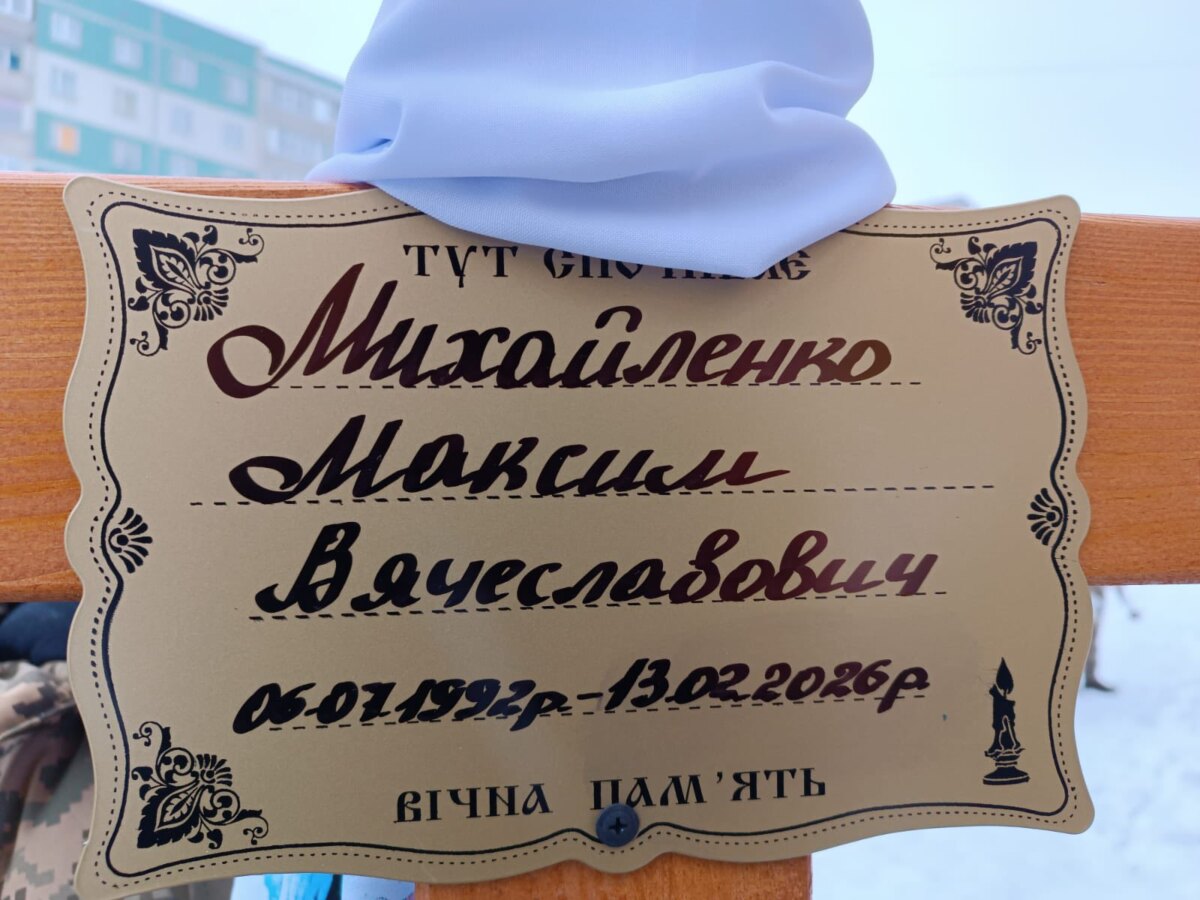 ТУТ
Михайленко
Максим
Вячеславович
06.07.1992р.-13.02.2026р.
ВІЧНА ПАМ'ЯТЬ